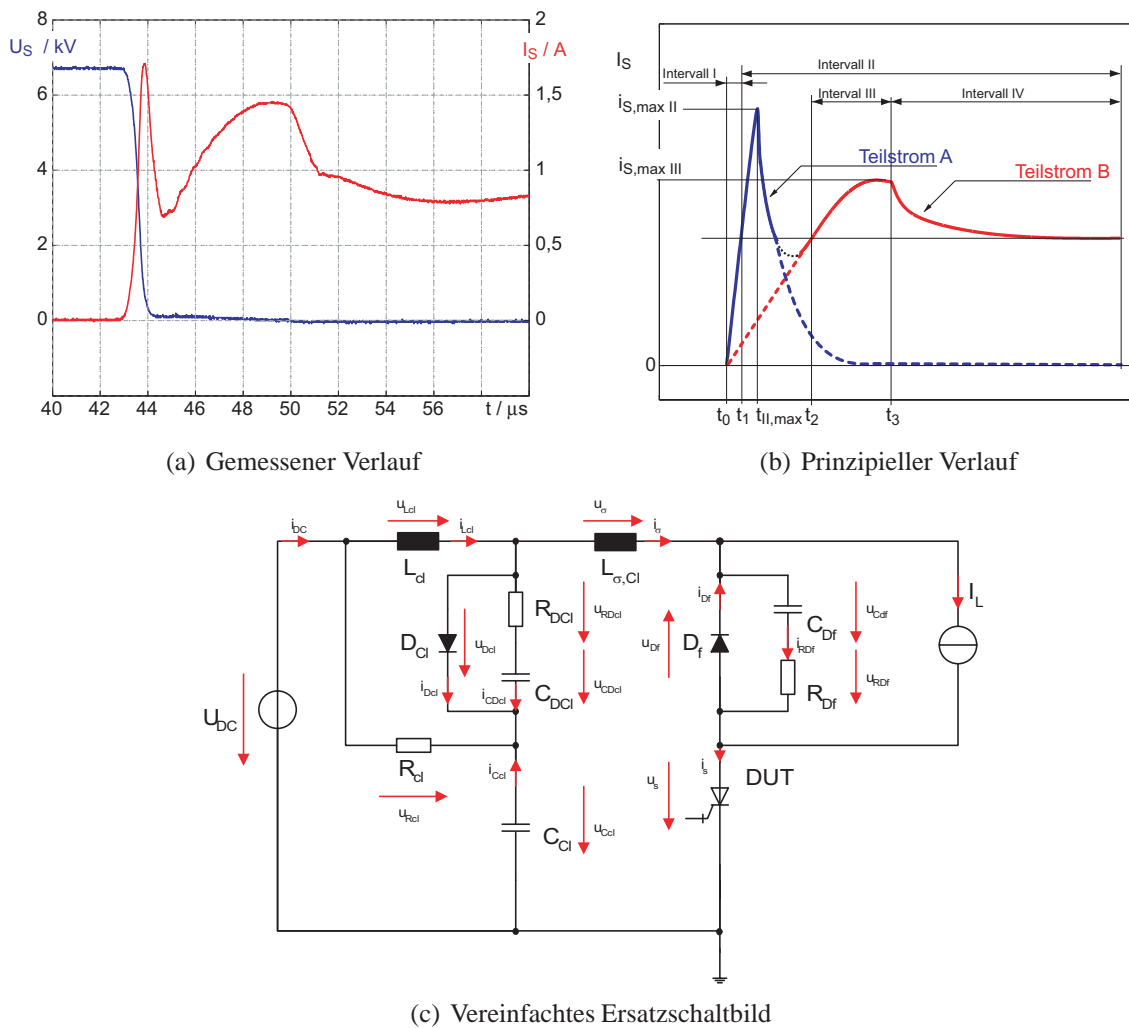 8
2
U_S / kV
I_S / A
6
1,5
4
1
2
0,5
0
0
40 42 44 46 48 50 52 54 56 t / µs
(a) Gemessener Verlauf
I_S
Intervall I
Intervall II
Intervall III
Intervall IV
i_S,max II
i_S,max III
Teilstrom A
Teilstrom B
0
t_0 t_1 t_II,max t_2 t_3
(b) Prinzipieller Verlauf
u_Lcl
u_σ
i_DC
i_Lcl
i_σ
L_cl
L_σ,Cl
R_DCl
u_RDcl
i_Df
C_Df
u_Cdf
I_L
D_Cl
u_Dcl
u_Df
D_f
i_RDf
i_Dcl
i_CDcl
C_DCl
u_CDcl
R_Df
u_RDf
U_DC
R_cl
u_Rcl
i_Ccl
i_s
DUT
u_s
C_Cl
u_Ccl
(c) Vereinfachtes Ersatzschaltbild